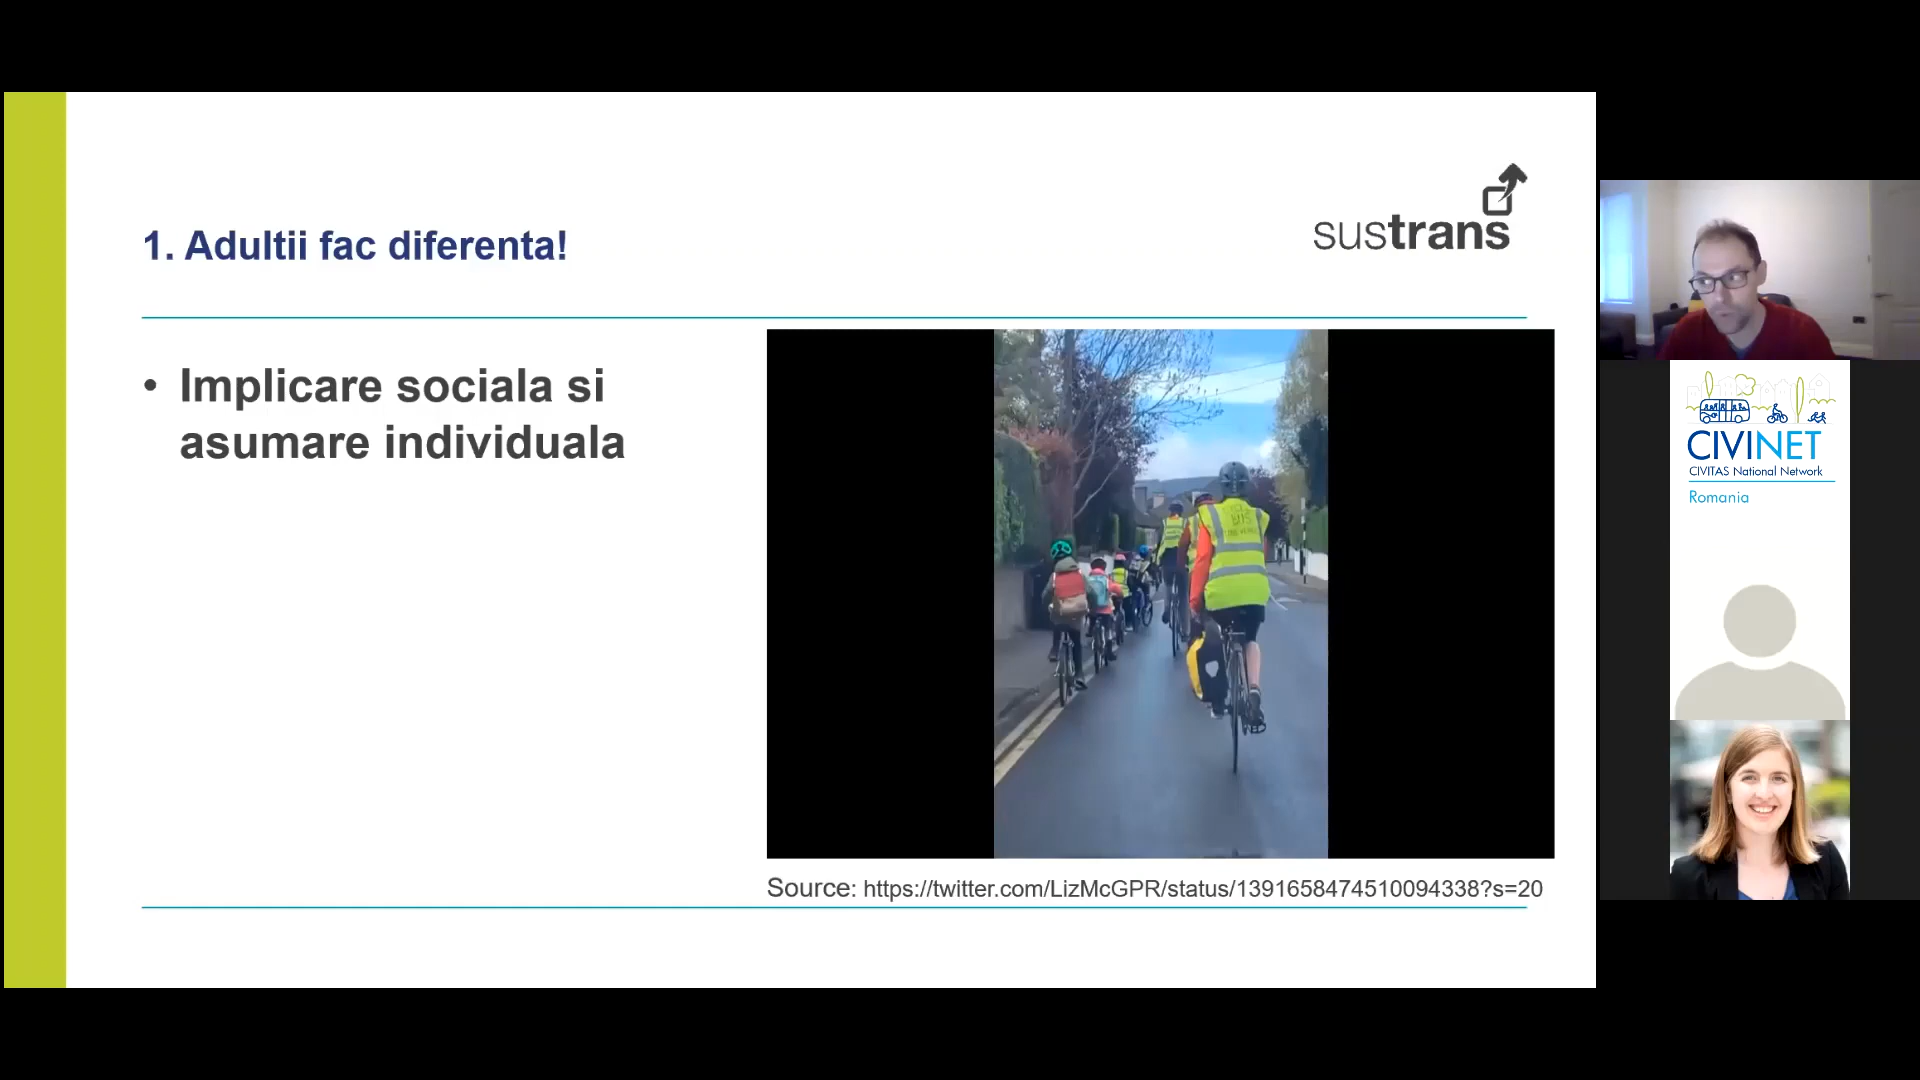 sustrans
1. Adultii fac diferenta!
• Implicare sociala si
asumare individuala
BUS
Source: https://twitter.com/LizMcGPR/status/1391658474510094338?s=20
CIVINET
CIVITAS National Network
Romania